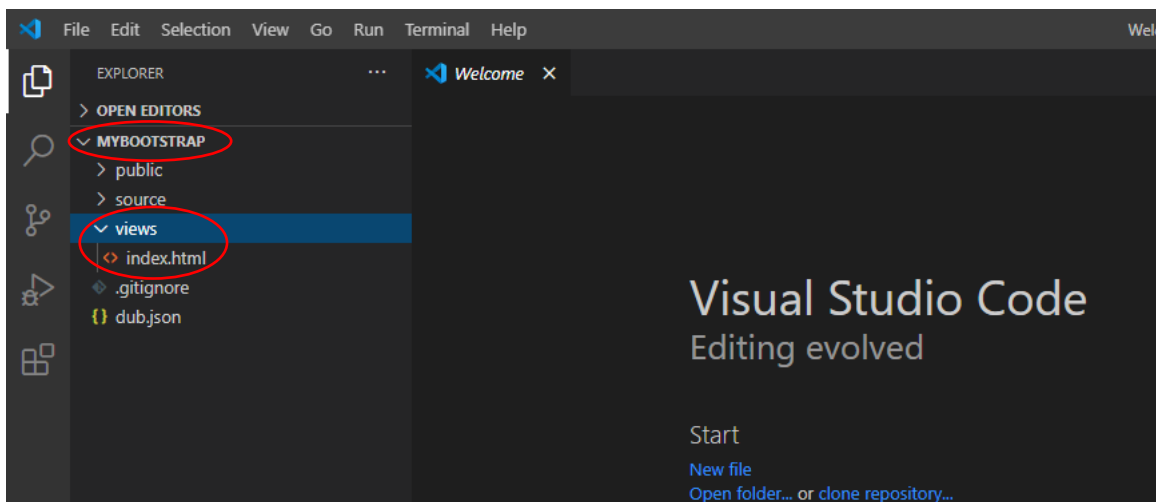 File Edit Selection View Go Run Terminal Help
EXPLORER
Welcome
OPEN EDITORS
MYBOOTSTRAP
public
source
views
index.html
.gitignore
dub.json
Visual Studio Code
Editing evolved
Start
New file
Open folder... or clone repository...